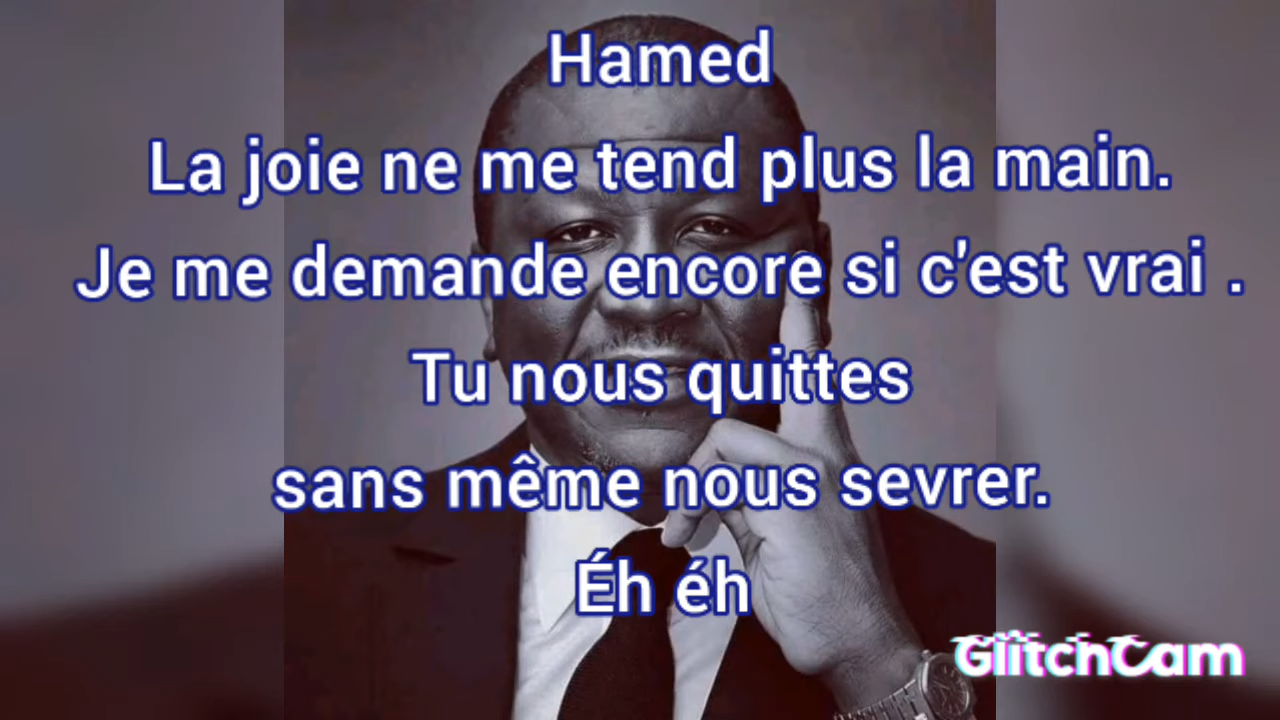 Hamed
La joie ne me tend plus la main.
Je me demande encore si c'est vrai .
Tu nous quittes
sans même nous sevrer.
Éh éh
GlitchCam